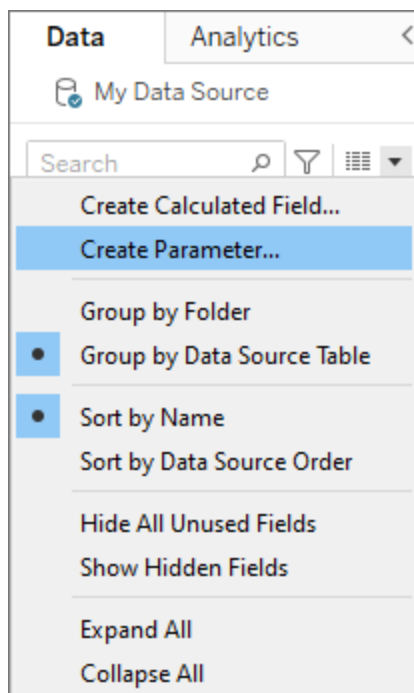 Data
Analytics
My Data Source
Search
Create Calculated Field...
Create Parameter...
Group by Folder
Group by Data Source Table
Sort by Name
Sort by Data Source Order
Hide All Unused Fields
Show Hidden Fields
Expand All
Collapse All